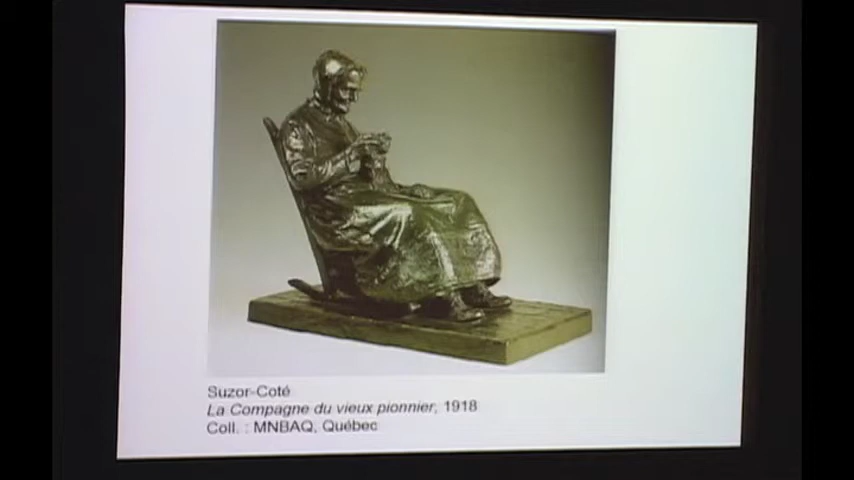 Suzor-Coté
La Compagne du vieux pionnier, 1918
Coll. : MNBAQ, Québec